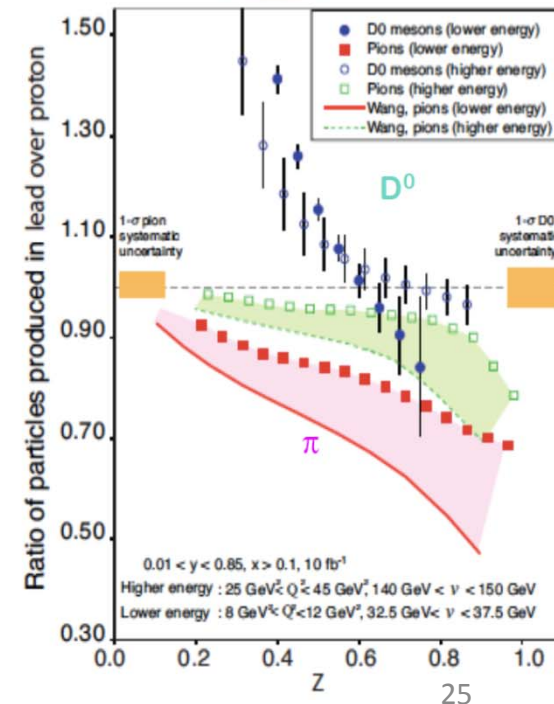 Ratio of particles produced in lead over proton
1.50
1.30
1.10
0.90
0.70
0.50
0.30
D0 mesons (lower energy)
Pions (lower energy)
D0 mesons (higher energy)
Pions (higher energy)
Wang, pions (lower energy)
Wang, pions (higher energy)
D⁰
1-σ pion
systematic
uncertainty
1-σ D0
systematic
uncertainty
π
0.01 < y < 0.85, x > 0.1, 10 fb⁻¹
Higher energy : 25 GeV²< Q²<45 GeV², 140 GeV < ν < 150 GeV
Lower energy : 8 GeV²< Q²<12 GeV², 32.5 GeV< ν < 37.5 GeV
0.0 0.2 0.4 0.6 0.8 1.0
Z
25